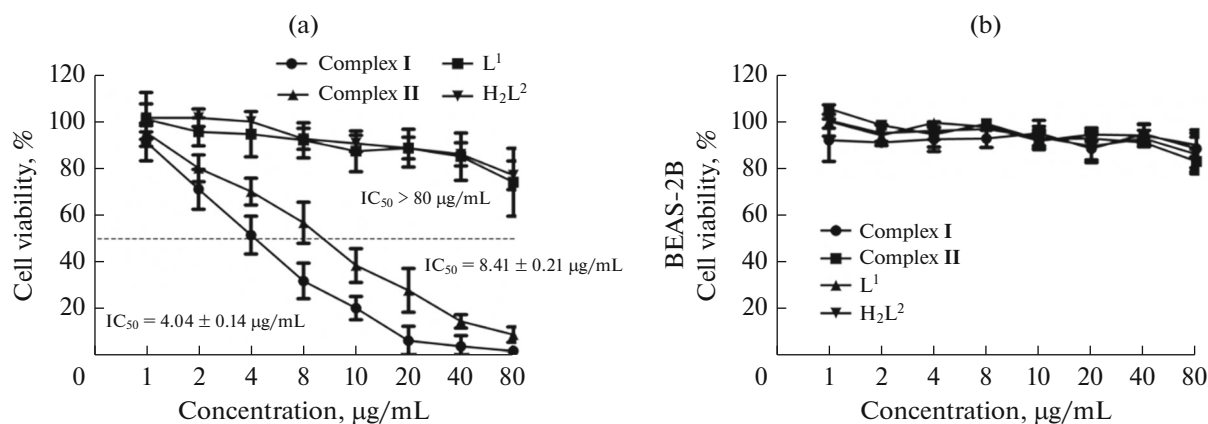 (a)
Cell viability, %
120
100
80
60
40
20
0
Complex I
Complex II
L¹
H₂L²
IC₅₀ > 80 µg/mL
IC₅₀ = 8.41 ± 0.21 µg/mL
IC₅₀ = 4.04 ± 0.14 µg/mL
1 2 4 8 10 20 40 80
Concentration, µg/mL
(b)
BEAS-2B
Cell viability, %
120
100
80
60
40
20
0
Complex I
Complex II
L¹
H₂L²
1 2 4 8 10 20 40 80
Concentration, µg/mL